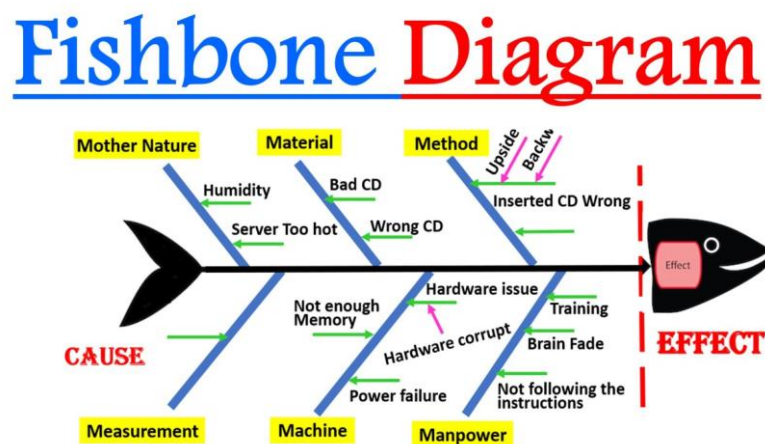 Fishbone Diagram
Mother Nature
Material
Method
Upside
Backw
Humidity
Bad CD
Inserted CD Wrong
Server Too hot
Wrong CD
Effect
Hardware issue
Not enough
Memory
Training
Hardware corrupt
Brain Fade
CAUSE
EFFECT
Power failure
Not following the
instructions
Measurement
Machine
Manpower